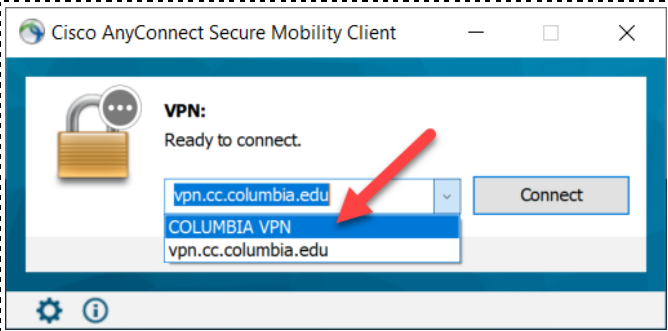 Cisco AnyConnect Secure Mobility Client
VPN:
Ready to connect.
vpn.cc.columbia.edu
Connect
COLUMBIA VPN
vpn.cc.columbia.edu